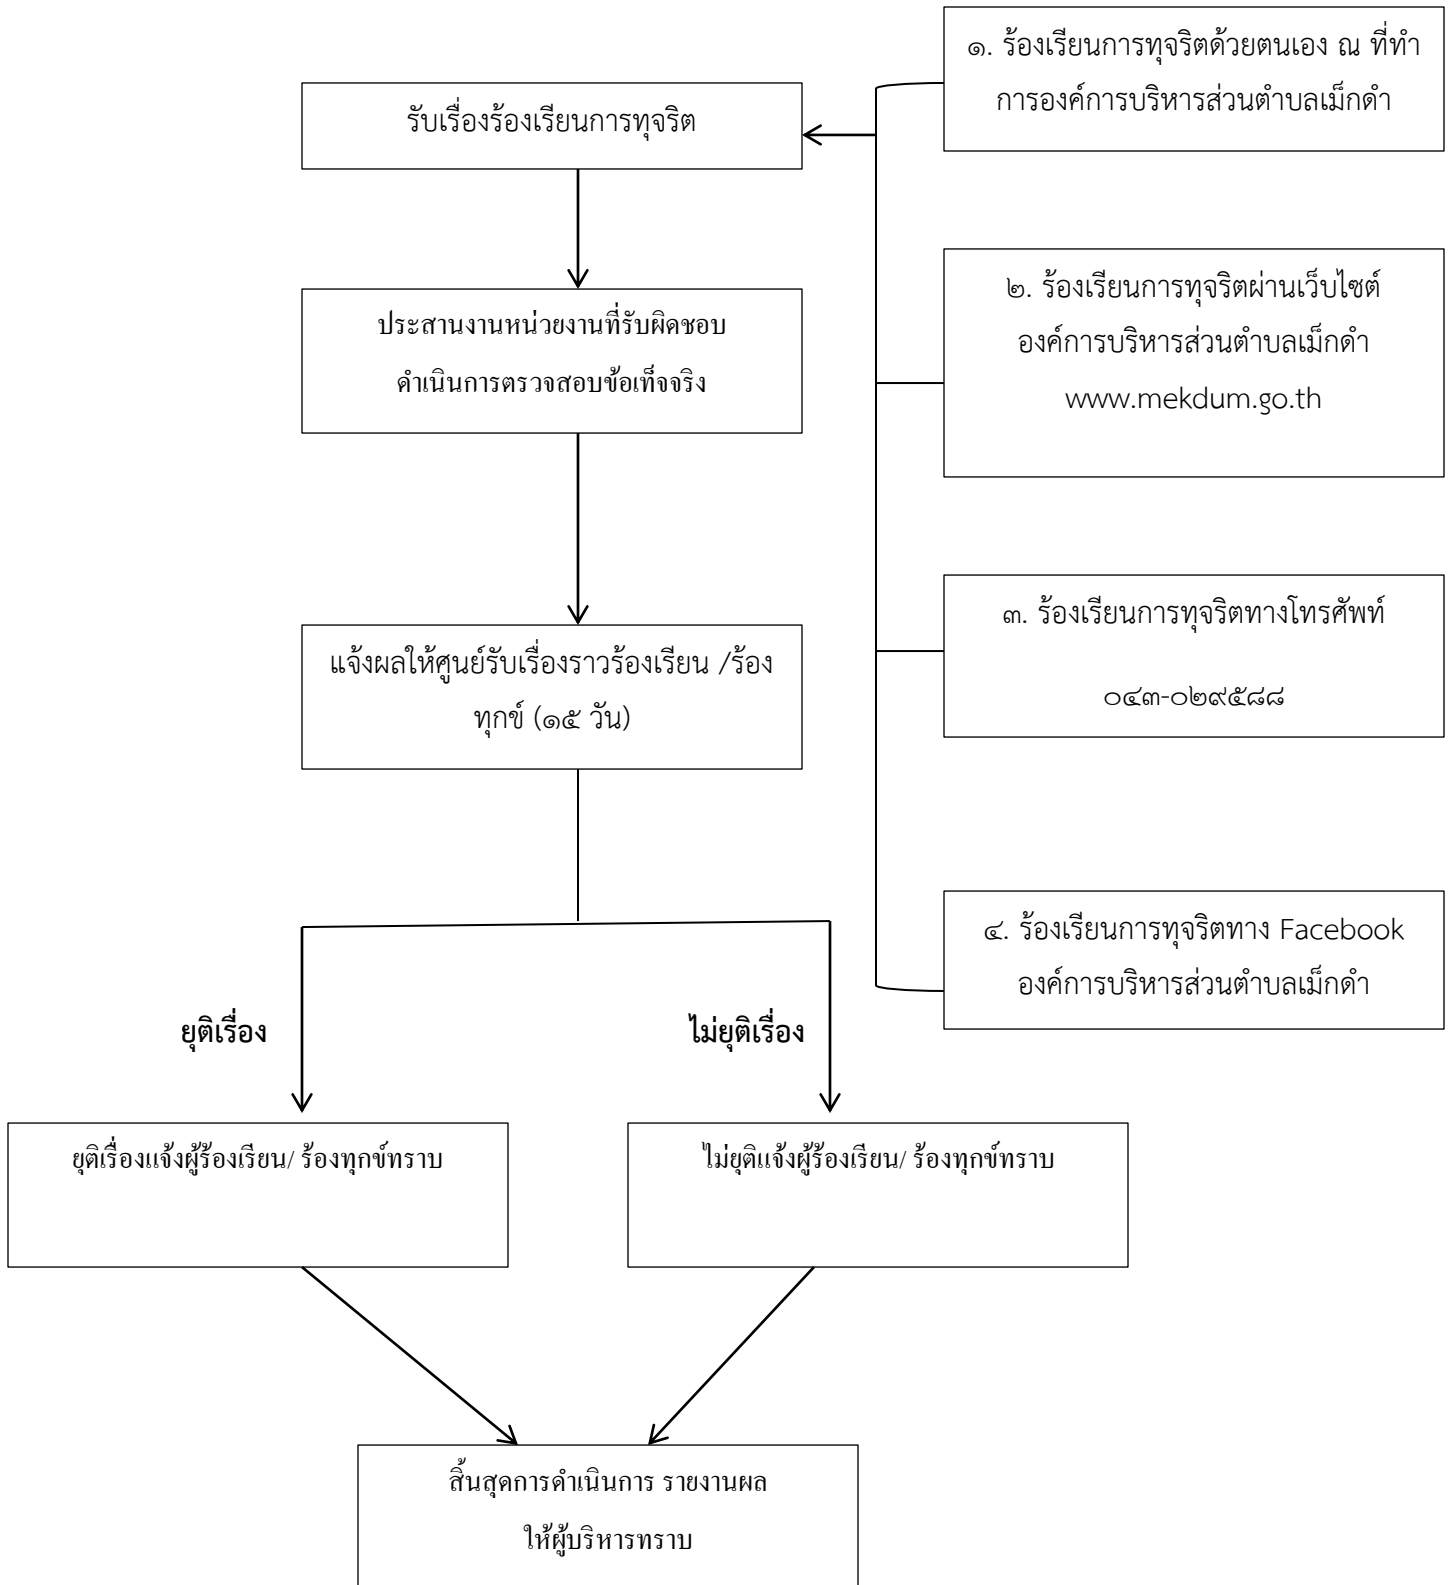 ๑. ร้องเรียนการทุจริตด้วยตนเอง ณ ที่ทำ
การองค์การบริหารส่วนตำบลเม็กดำ
รับเรื่องร้องเรียนการทุจริต
๒. ร้องเรียนการทุจริตผ่านเว็บไซต์
องค์การบริหารส่วนตำบลเม็กดำ
www.mekdum.go.th
ประสานงานหน่วยงานที่รับผิดชอบ
ดำเนินการตรวจสอบข้อเท็จจริง
๓. ร้องเรียนการทุจริตทางโทรศัพท์
๐๔๓-๐๒๙๕๘๘
แจ้งผลให้ศูนย์รับเรื่องราวร้องเรียน /ร้อง
ทุกข์ (๑๕ วัน)
๔. ร้องเรียนการทุจริตทาง Facebook
องค์การบริหารส่วนตำบลเม็กดำ
ยุติเรื่อง
ไม่ยุติเรื่อง
ยุติเรื่องแจ้งผู้ร้องเรียน/ ร้องทุกข์ทราบ
ไม่ยุติแจ้งผู้ร้องเรียน/ ร้องทุกข์ทราบ
สิ้นสุดการดำเนินการ รายงานผล
ให้ผู้บริหารทราบ